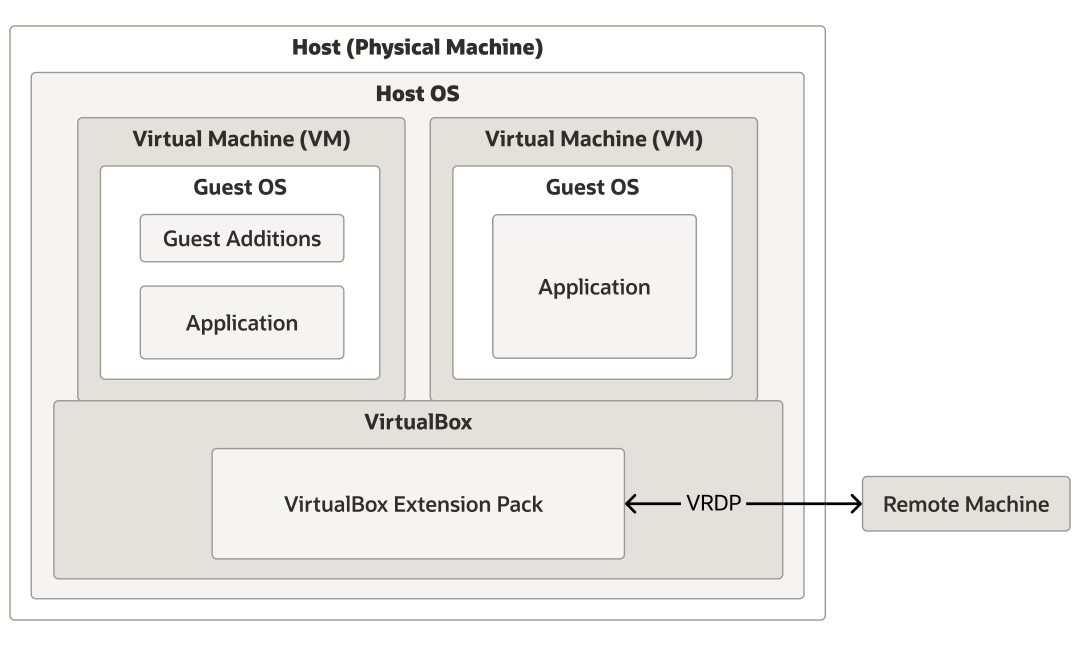 Host (Physical Machine)
Host OS
Virtual Machine (VM)
Guest OS
Guest Additions
Application
Virtual Machine (VM)
Guest OS
Application
VirtualBox
VirtualBox Extension Pack
VRDP
Remote Machine